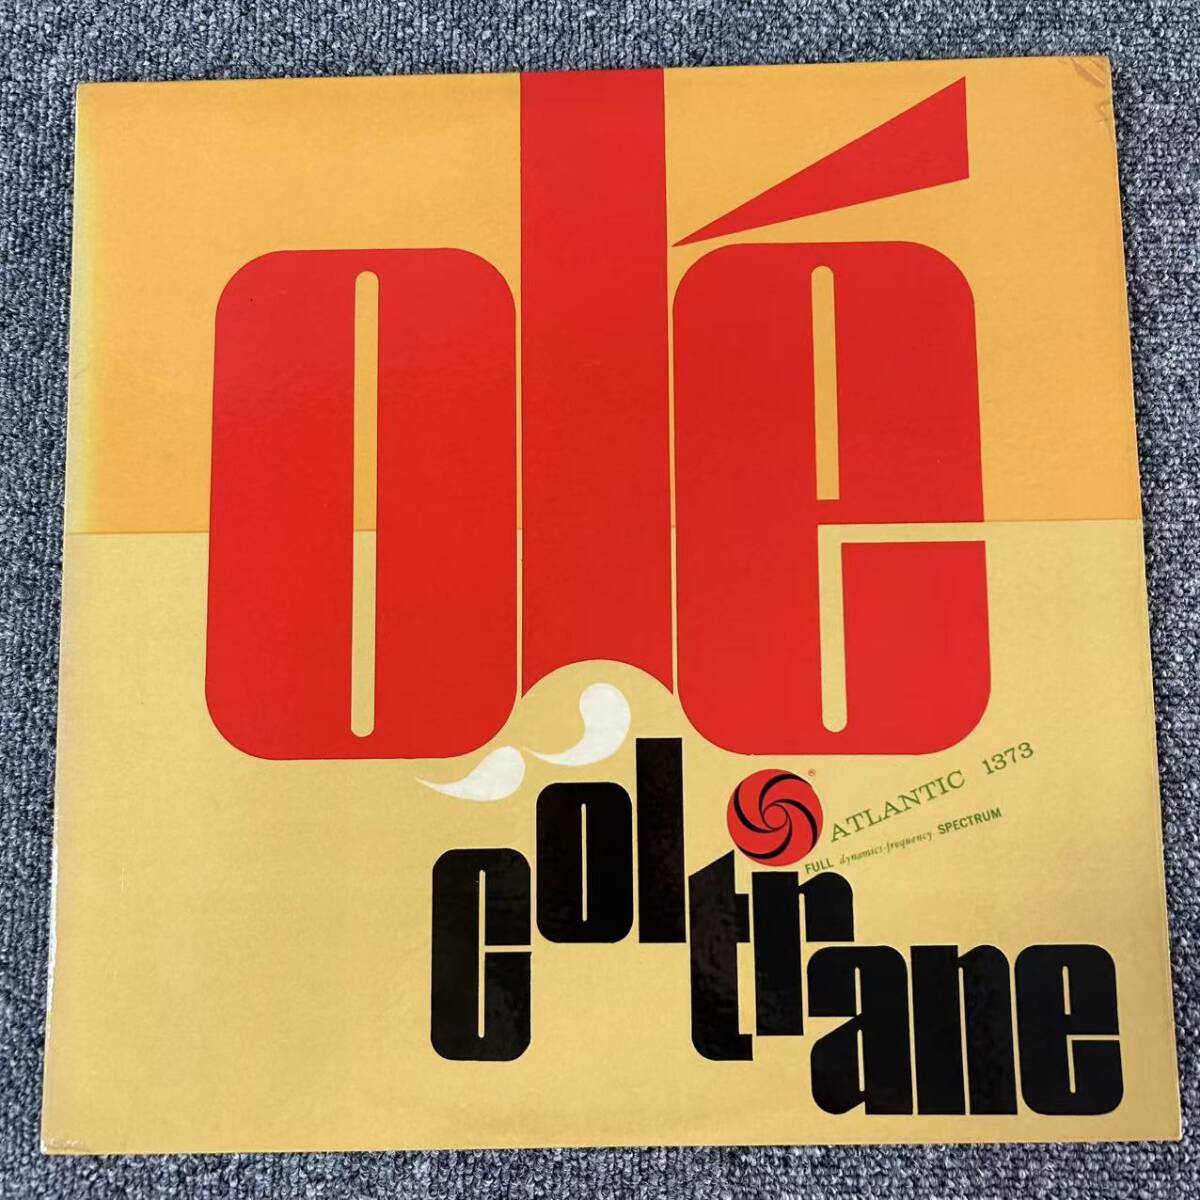 olé
coltrane
ATLANTIC 1373
FULL dynamics-frequency SPECTRUM
®